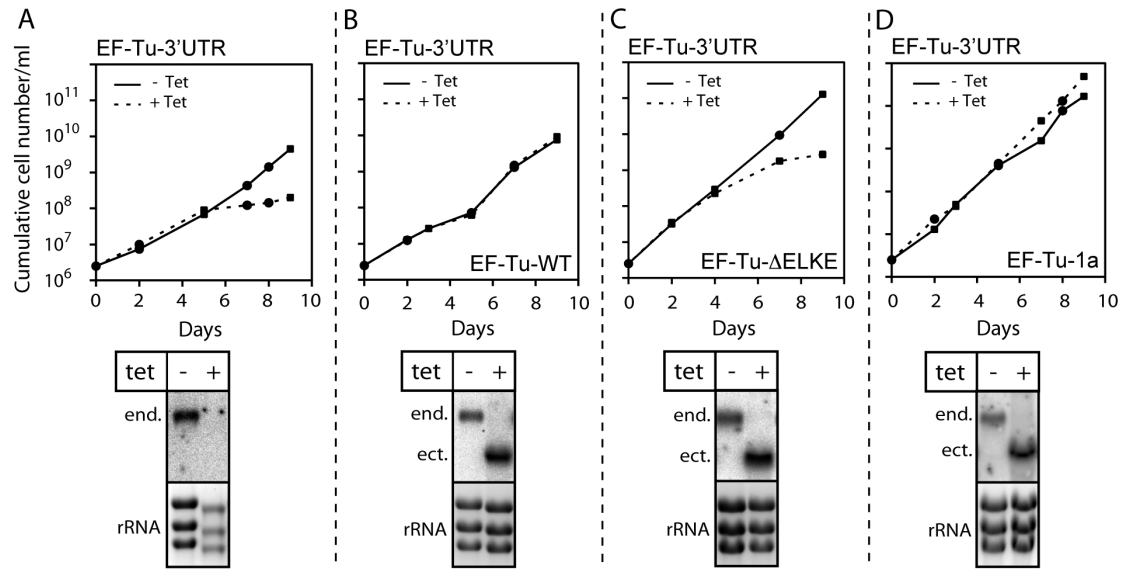 A
B
C
D
EF-Tu-3'UTR
EF-Tu-3'UTR
EF-Tu-3'UTR
EF-Tu-3'UTR
- Tet
+ Tet
- Tet
+ Tet
- Tet
+ Tet
- Tet
+ Tet
Cumulative cell number/ml
10^11
10^10
10^9
10^8
10^7
10^6
EF-Tu-WT
EF-Tu-ΔELKE
EF-Tu-1a
0 2 4 6 8 10
0 2 4 6 8 10
0 2 4 6 8 10
0 2 4 6 8 10
Days
Days
Days
Days
tet - +
tet - +
tet - +
tet - +
end.
end.
end.
end.
ect.
ect.
ect.
rRNA
rRNA
rRNA
rRNA